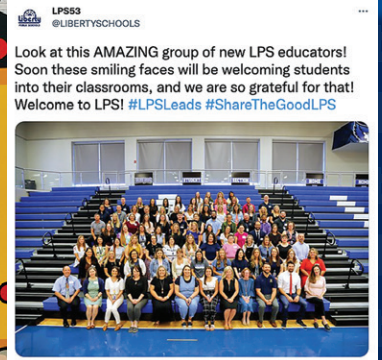 LPS53
@LIBERTYSCHOOLS
Liberty
Look at this AMAZING group of new LPS educators!
Soon these smiling faces will be welcoming students
into their classrooms, and we are so grateful for that!
Welcome to LPS! #LPSLeads #ShareTheGoodLPS